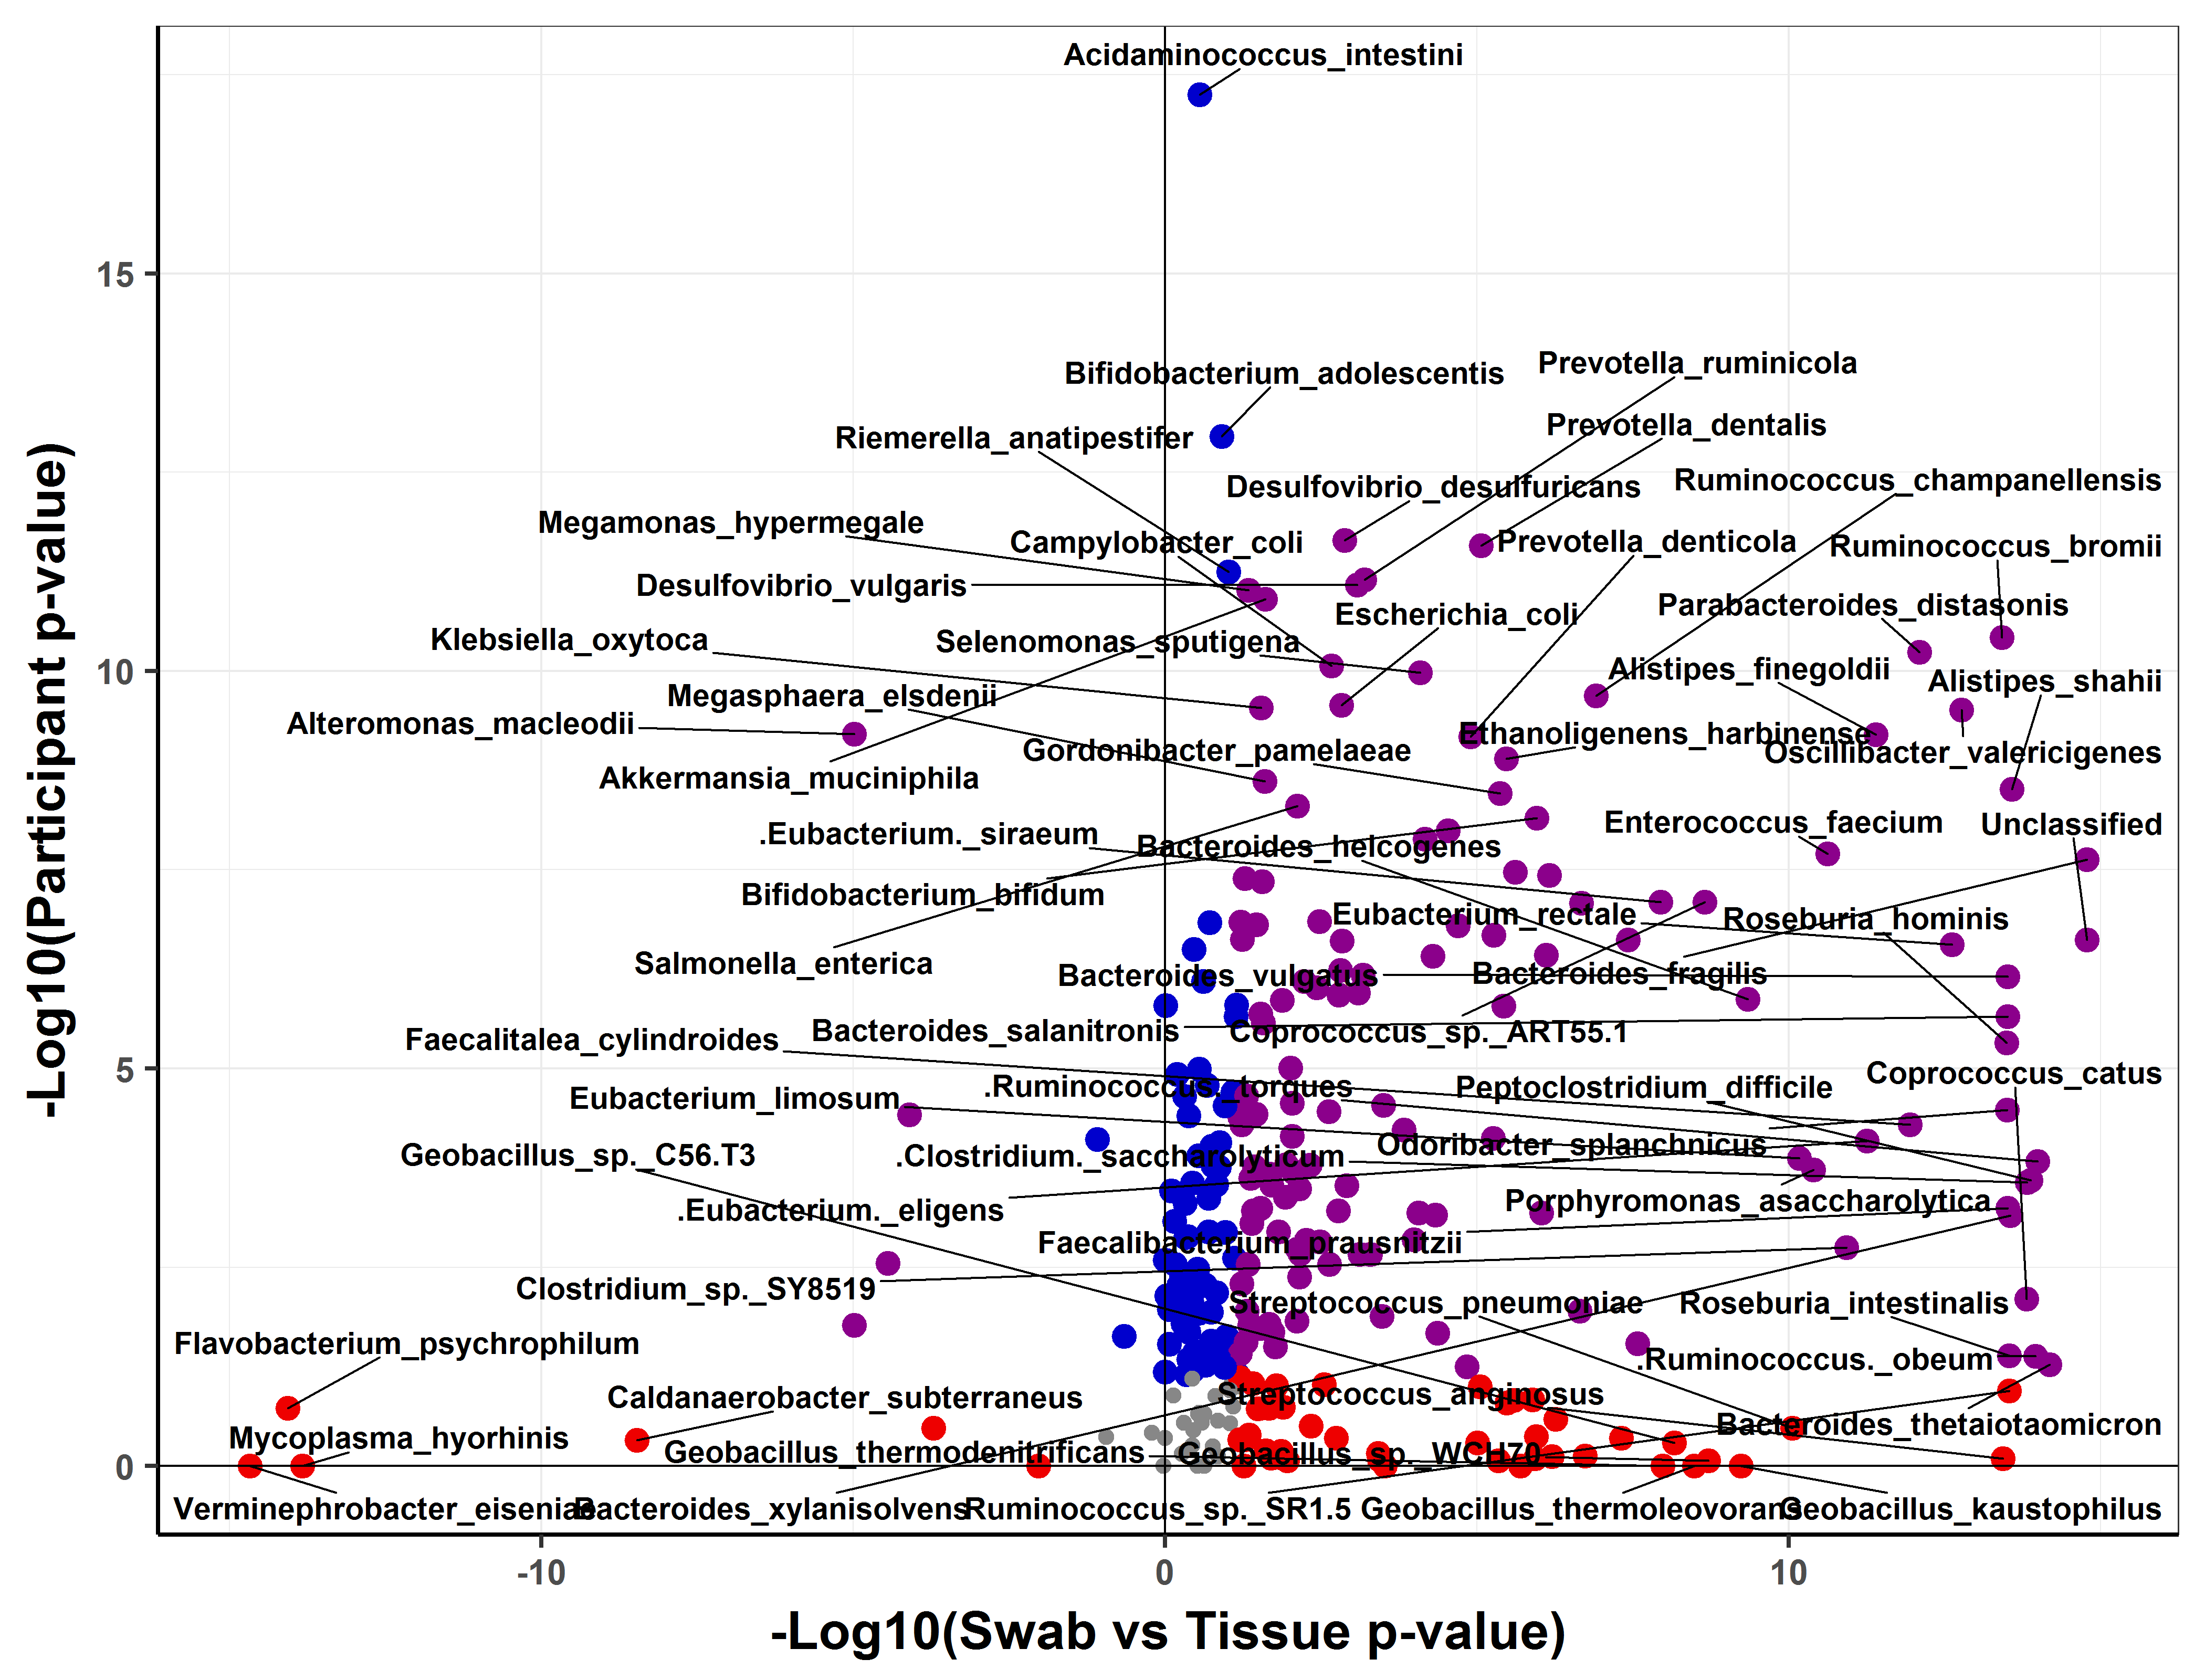 Acidaminococcus_intestini
15
Prevotella_ruminicola
Bifidobacterium_adolescentis
Prevotella_dentalis
Riemerella_anatipestifer
Ruminococcus_champanellensis
Desulfovibrio_desulfuricans
Megamonas_hypermegale
Campylobacter_coli
Prevotella_denticola
Ruminococcus_bromii
Desulfovibrio_vulgaris
Parabacteroides_distasonis
Escherichia_coli
Klebsiella_oxytoca
Selenomonas_sputigena
10
Alistipes_finegoldii
Alistipes_shahii
Megasphaera_elsdenii
Alteromonas_macleodii
Ethanoligenens_harbinense
Gordonibacter_pamelaeae
Oscillibacter_valericigenes
Akkermansia_muciniphila
Enterococcus_faecium
Unclassified
.Eubacterium._siraeum
Bacteroides_helcogenes
Bifidobacterium_bifidum
Eubacterium_rectale
Roseburia_hominis
Salmonella_enterica
Bacteroides_vulgatus
Bacteroides_fragilis
Bacteroides_salanitronis
Coprococcus_sp._ART55.1
Faecalitalea_cylindroides
5
Coprococcus_catus
.Ruminococcus._torques
Peptoclostridium_difficile
Eubacterium_limosum
Odoribacter_splanchnicus
Geobacillus_sp._C56.T3
.Clostridium._saccharolyticum
Porphyromonas_asaccharolytica
.Eubacterium._eligens
Faecalibacterium_prausnitzii
Clostridium_sp._SY8519
Streptococcus_pneumoniae
Roseburia_intestinalis
Flavobacterium_psychrophilum
.Ruminococcus._obeum
Caldanaerobacter_subterraneus
Streptococcus_anginosus
Bacteroides_thetaiotaomicron
Mycoplasma_hyorhinis
Geobacillus_thermodenitrificans
Geobacillus_sp._WCH70
0
Verminephrobacter_eiseniae
Bacteroides_xylanisolvens
Ruminococcus_sp._SR1.5
Geobacillus_thermoleovorans
Geobacillus_kaustophilus
-10
0
10
-Log10(Swab vs Tissue p-value)
-Log10(Participant p-value)